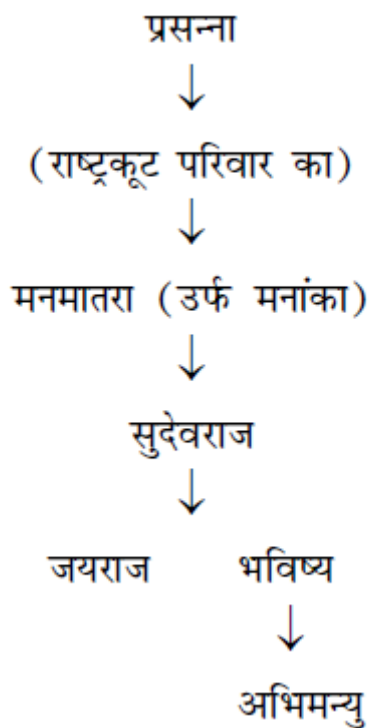 प्रसन्ना
↓
(राष्ट्रकूट परिवार का)
↓
मनमातरा (उर्फ मनांका)
↓
सुदेवराज
↓
जयराज भविष्य
↓
अभिमन्यु